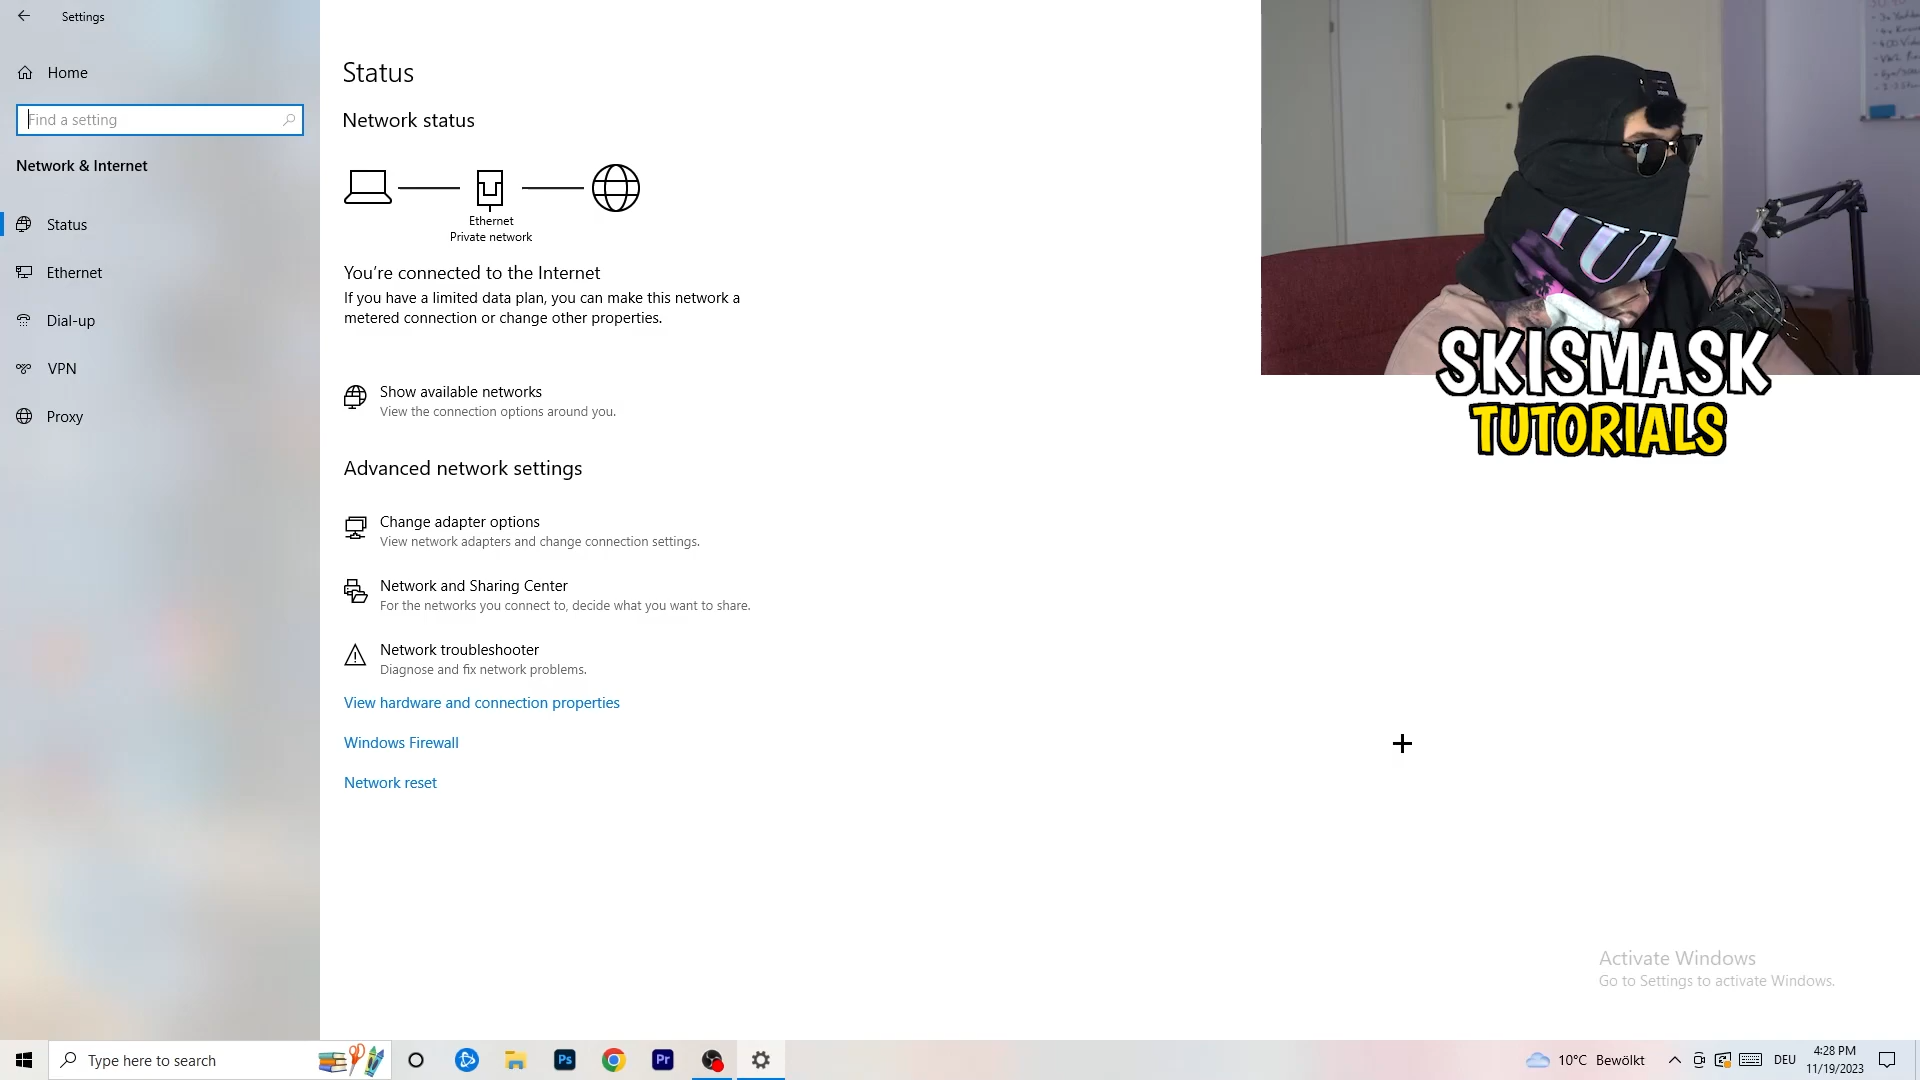 Settings
Home
Find a setting
Network & Internet
Status
Ethernet
Dial-up
VPN
Proxy
Status
Network status
Ethernet
Private network
You're connected to the Internet
If you have a limited data plan, you can make this network a
metered connection or change other properties.
Show available networks
View the connection options around you.
Advanced network settings
Change adapter options
View network adapters and change connection settings.
Network and Sharing Center
For the networks you connect to, decide what you want to share.
Network troubleshooter
Diagnose and fix network problems.
View hardware and connection properties
Windows Firewall
Network reset
SKISMASK
TUTORIALS
Activate Windows
Go to Settings to activate Windows.
Type here to search
Ps
Pr
10°C Bewölkt
DEU
4:28 PM
11/19/2023